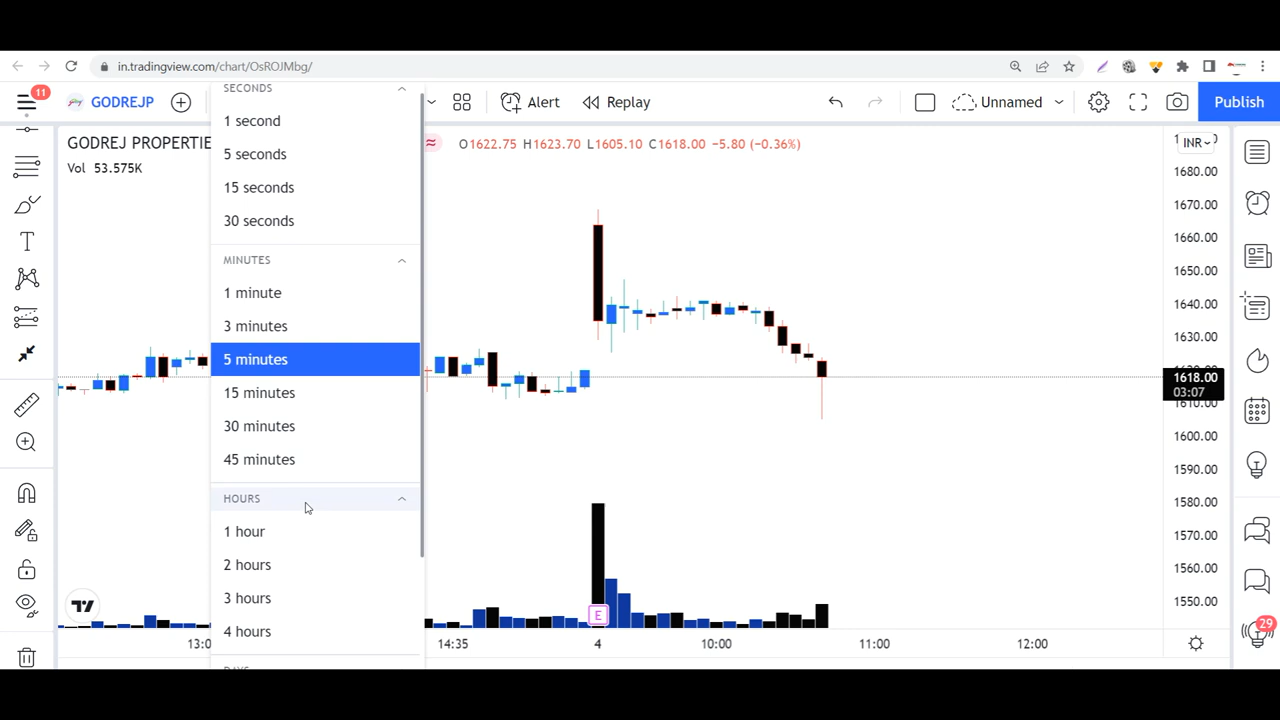 in.tradingview.com/chart/OsROJMbg/
11
GODREJP
Alert
Replay
Unnamed
Publish
GODREJ PROPERTIE
O1622.75 H1623.70 L1605.10 C1618.00 −5.80 (−0.36%)
Vol 53.575K
SECONDS
1 second
5 seconds
15 seconds
30 seconds
MINUTES
1 minute
3 minutes
5 minutes
15 minutes
30 minutes
45 minutes
HOURS
1 hour
2 hours
3 hours
4 hours
INR
1680.00
1670.00
1660.00
1650.00
1640.00
1630.00
1618.00
03:07
1610.00
1600.00
1590.00
1580.00
1570.00
1560.00
1550.00
E
29
14:35
4
10:00
11:00
12:00